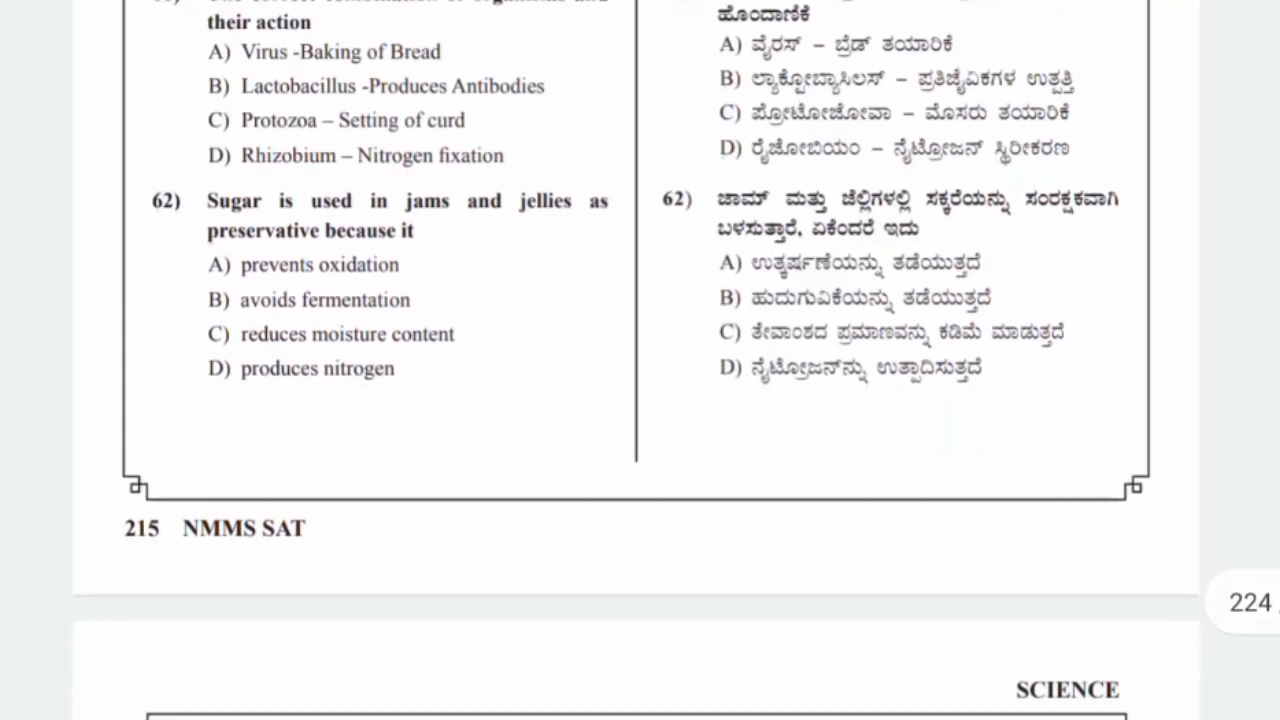 their action
A) Virus -Baking of Bread
B) Lactobacillus -Produces Antibodies
C) Protozoa – Setting of curd
D) Rhizobium – Nitrogen fixation
62) Sugar is used in jams and jellies as
preservative because it
A) prevents oxidation
B) avoids fermentation
C) reduces moisture content
D) produces nitrogen
ಹೊಂದಾಣಿಕೆ
A) ವೈರಸ್ – ಬ್ರೆಡ್ ತಯಾರಿಕೆ
B) ಲ್ಯಾಕ್ಟೋಬ್ಯಾಸಿಲಸ್ – ಪ್ರತಿಜೈವಿಕಗಳ ಉತ್ಪತ್ತಿ
C) ಪ್ರೋಟೋಜೋವಾ – ಮೊಸರು ತಯಾರಿಕೆ
D) ರೈಜೋಬಿಯಂ – ನೈಟ್ರೋಜನ್ ಸ್ಥಿರೀಕರಣ
62) ಜಾಮ್ ಮತ್ತು ಜೆಲ್ಲಿಗಳಲ್ಲಿ ಸಕ್ಕರೆಯನ್ನು ಸಂರಕ್ಷಕವಾಗಿ
ಬಳಸುತ್ತಾರೆ, ಏಕೆಂದರೆ ಇದು
A) ಉತ್ಕರ್ಷಣೆಯನ್ನು ತಡೆಯುತ್ತದೆ
B) ಹುದುಗುವಿಕೆಯನ್ನು ತಡೆಯುತ್ತದೆ
C) ತೇವಾಂಶದ ಪ್ರಮಾಣವನ್ನು ಕಡಿಮೆ ಮಾಡುತ್ತದೆ
D) ನೈಟ್ರೋಜನ್‌ನ್ನು ಉತ್ಪಾದಿಸುತ್ತದೆ
215 NMMS SAT
224
SCIENCE